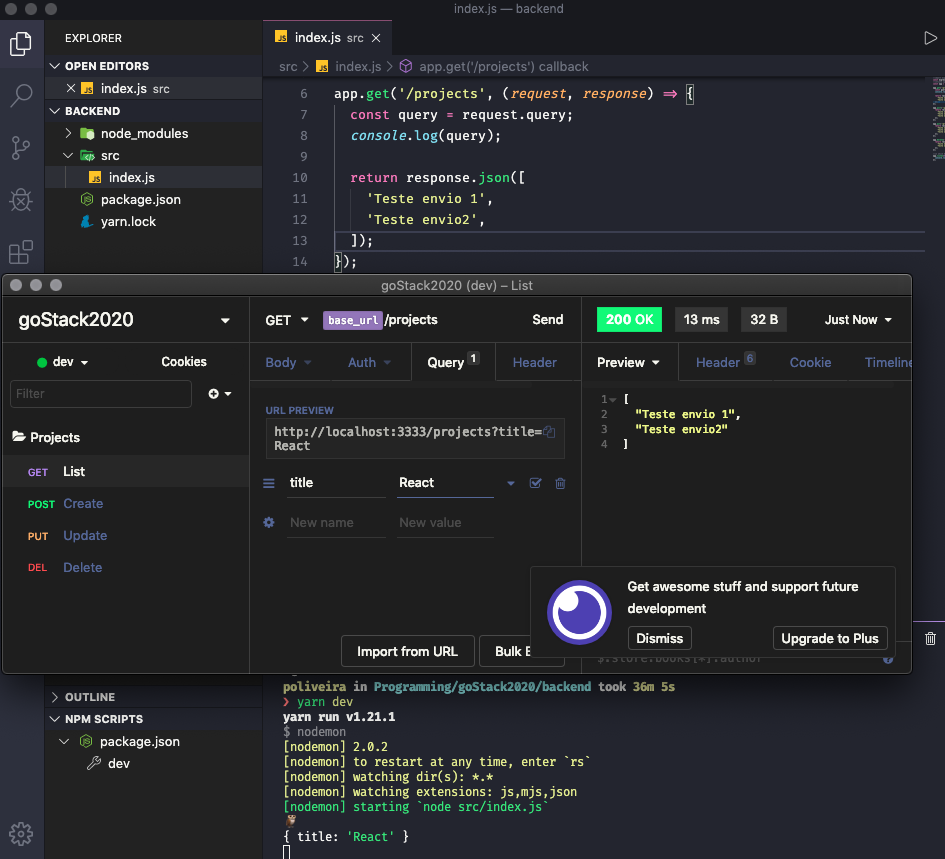 index.js — backend
EXPLORER
OPEN EDITORS
index.js src
BACKEND
node_modules
src
index.js
package.json
yarn.lock
index.js src
src > index.js > app.get('/projects') callback
6 app.get('/projects', (request, response) => {
7 const query = request.query;
8 console.log(query);
9
10 return response.json([
11 'Teste envio 1',
12 'Teste envio2',
13 ]);
14 });
goStack2020 (dev) – List
goStack2020
dev
Cookies
Filter
Projects
GET List
POST Create
PUT Update
DEL Delete
GET base_url/projects Send
Body Auth Query 1 Header
URL PREVIEW
http://localhost:3333/projects?title=
React
title React
New name New value
Import from URL
Bulk
200 OK 13 ms 32 B Just Now
Preview Header 6 Cookie Timeline
1 [
2 "Teste envio 1",
3 "Teste envio2"
4 ]
Get awesome stuff and support future
development
Dismiss
Upgrade to Plus
$.store.books[*].author
OUTLINE
NPM SCRIPTS
package.json
dev
poliveira in Programming/goStack2020/backend took 36m 5s
❯ yarn dev
yarn run v1.21.1
$ nodemon
[nodemon] 2.0.2
[nodemon] to restart at any time, enter `rs`
[nodemon] watching dir(s): *.*
[nodemon] watching extensions: js,mjs,json
[nodemon] starting `node src/index.js`
{ title: 'React' }